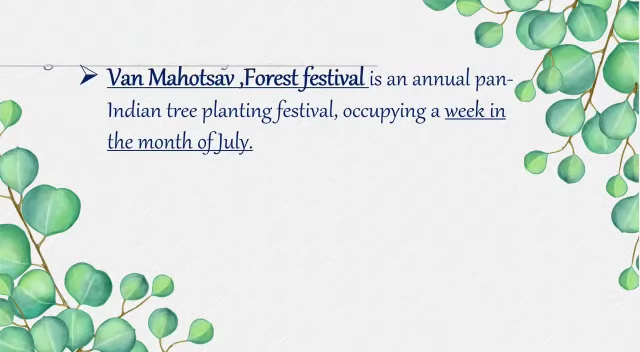 ➢ Van Mahotsav ,Forest festival is an annual pan-
Indian tree planting festival, occupying a week in
the month of July.